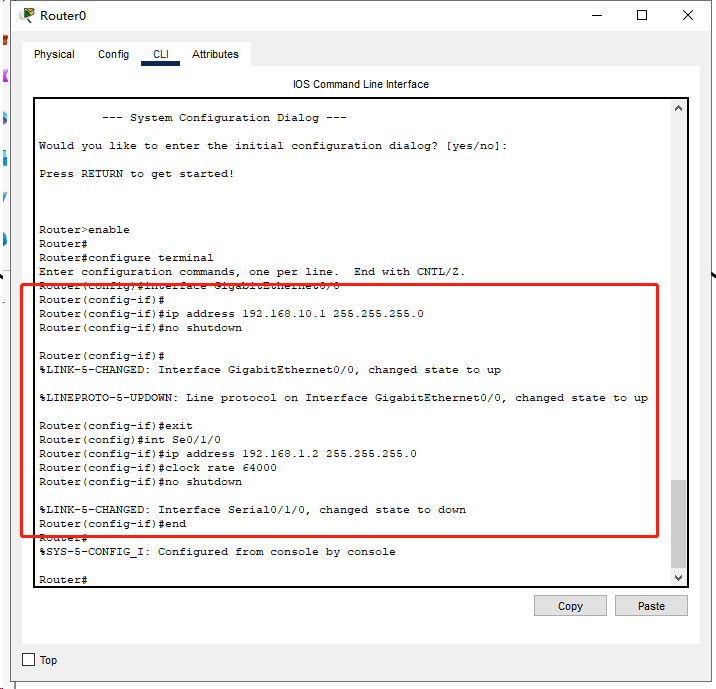 Router0
Physical Config CLI Attributes
IOS Command Line Interface
--- System Configuration Dialog ---
Would you like to enter the initial configuration dialog? [yes/no]:
Press RETURN to get started!
Router>enable
Router#
Router#configure terminal
Enter configuration commands, one per line.  End with CNTL/Z.
Router(config)#interface GigabitEthernet0/0
Router(config-if)#
Router(config-if)#ip address 192.168.10.1 255.255.255.0
Router(config-if)#no shutdown
Router(config-if)#
%LINK-5-CHANGED: Interface GigabitEthernet0/0, changed state to up
%LINEPROTO-5-UPDOWN: Line protocol on Interface GigabitEthernet0/0, changed state to up
Router(config-if)#exit
Router(config)#int Se0/1/0
Router(config-if)#ip address 192.168.1.2 255.255.255.0
Router(config-if)#clock rate 64000
Router(config-if)#no shutdown
%LINK-5-CHANGED: Interface Serial0/1/0, changed state to down
Router(config-if)#end
Router#
%SYS-5-CONFIG_I: Configured from console by console
Router#
Copy Paste
Top